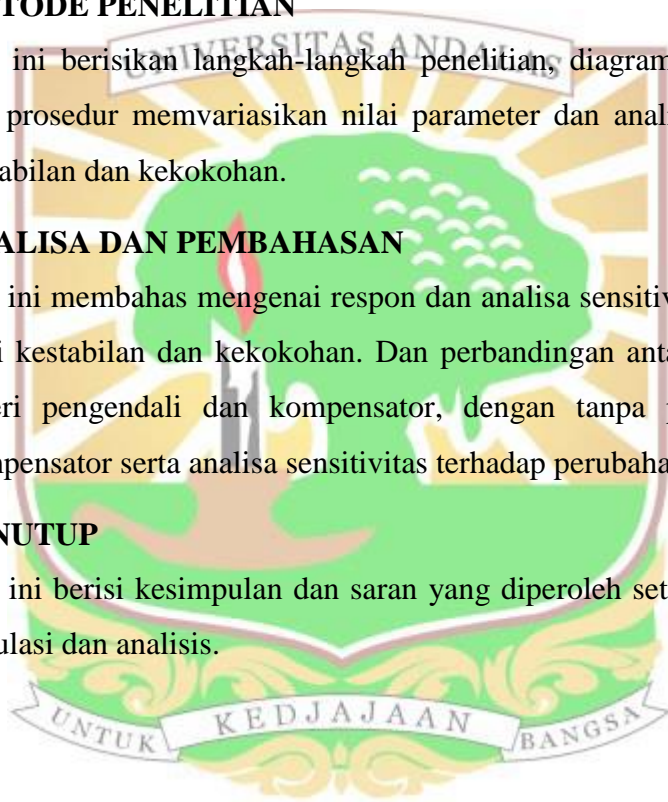 TODE PENELITIAN
UNIVERSITAS ANDALAS
ini berisikan langkah-langkah penelitian, diagram
prosedur memvariasikan nilai parameter dan anali
abilan dan kekokohan.
ALISA DAN PEMBAHASAN
ini membahas mengenai respon dan analisa sensitiv
i kestabilan dan kekokohan. Dan perbandingan anta
eri pengendali dan kompensator, dengan tanpa p
npensator serta analisa sensitivitas terhadap perubaha
NUTUP
ini berisi kesimpulan dan saran yang diperoleh set
ulasi dan analisis.
UNTUK KEDJAJAAN BANGSA